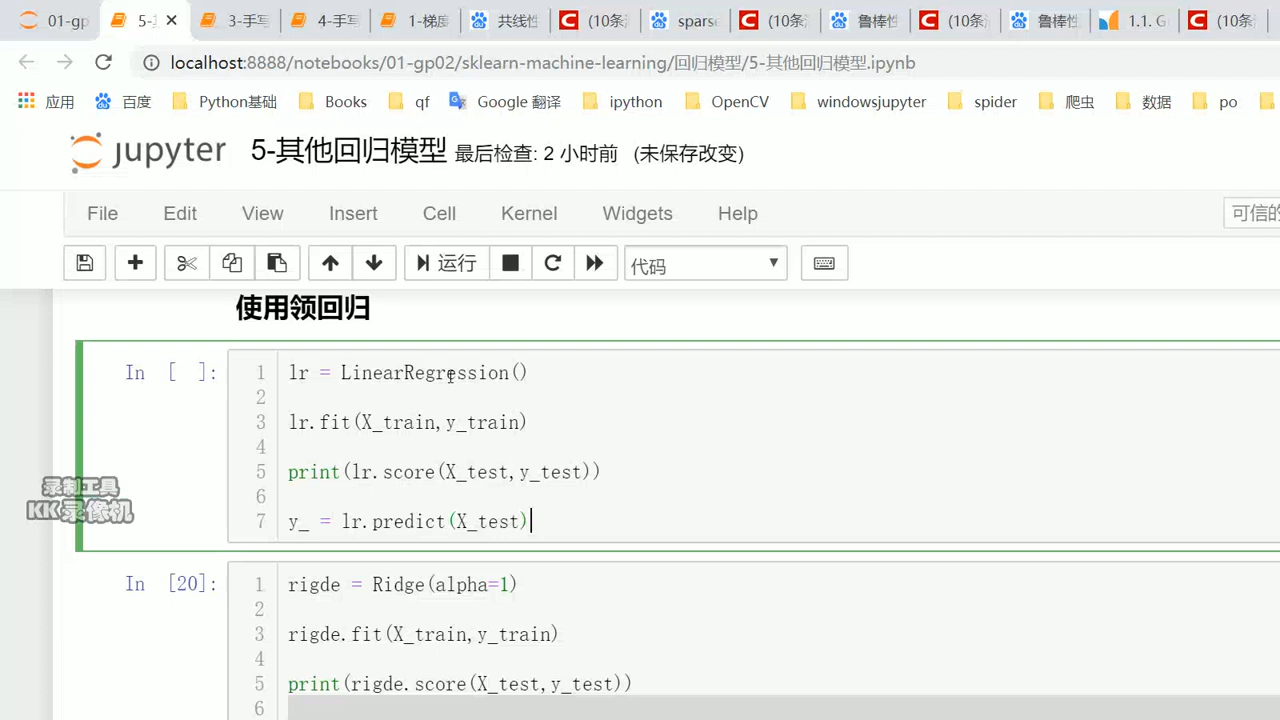 01-gp
5-
3-手写
4-手写
1-梯度
共线性
(10条
spars
(10条
鲁棒性
(10条
鲁棒性
1.1. G
(10条
localhost:8888/notebooks/01-gp02/sklearn-machine-learning/回归模型/5-其他回归模型.ipynb
应用
百度
Python基础
Books
qf
Google 翻译
ipython
OpenCV
windowsjupyter
spider
爬虫
数据
po
jupyter
5-其他回归模型 最后检查: 2 小时前 (未保存改变)
File Edit View Insert Cell Kernel Widgets Help
可信的
运行
代码
使用领回归
In [ ]:
1 lr = LinearRegression()
2
3 lr.fit(X_train,y_train)
4
5 print(lr.score(X_test,y_test))
6
7 y_ = lr.predict(X_test)
录制工具
KK录像机
In [20]:
1 rigde = Ridge(alpha=1)
2
3 rigde.fit(X_train,y_train)
4
5 print(rigde.score(X_test,y_test))
6